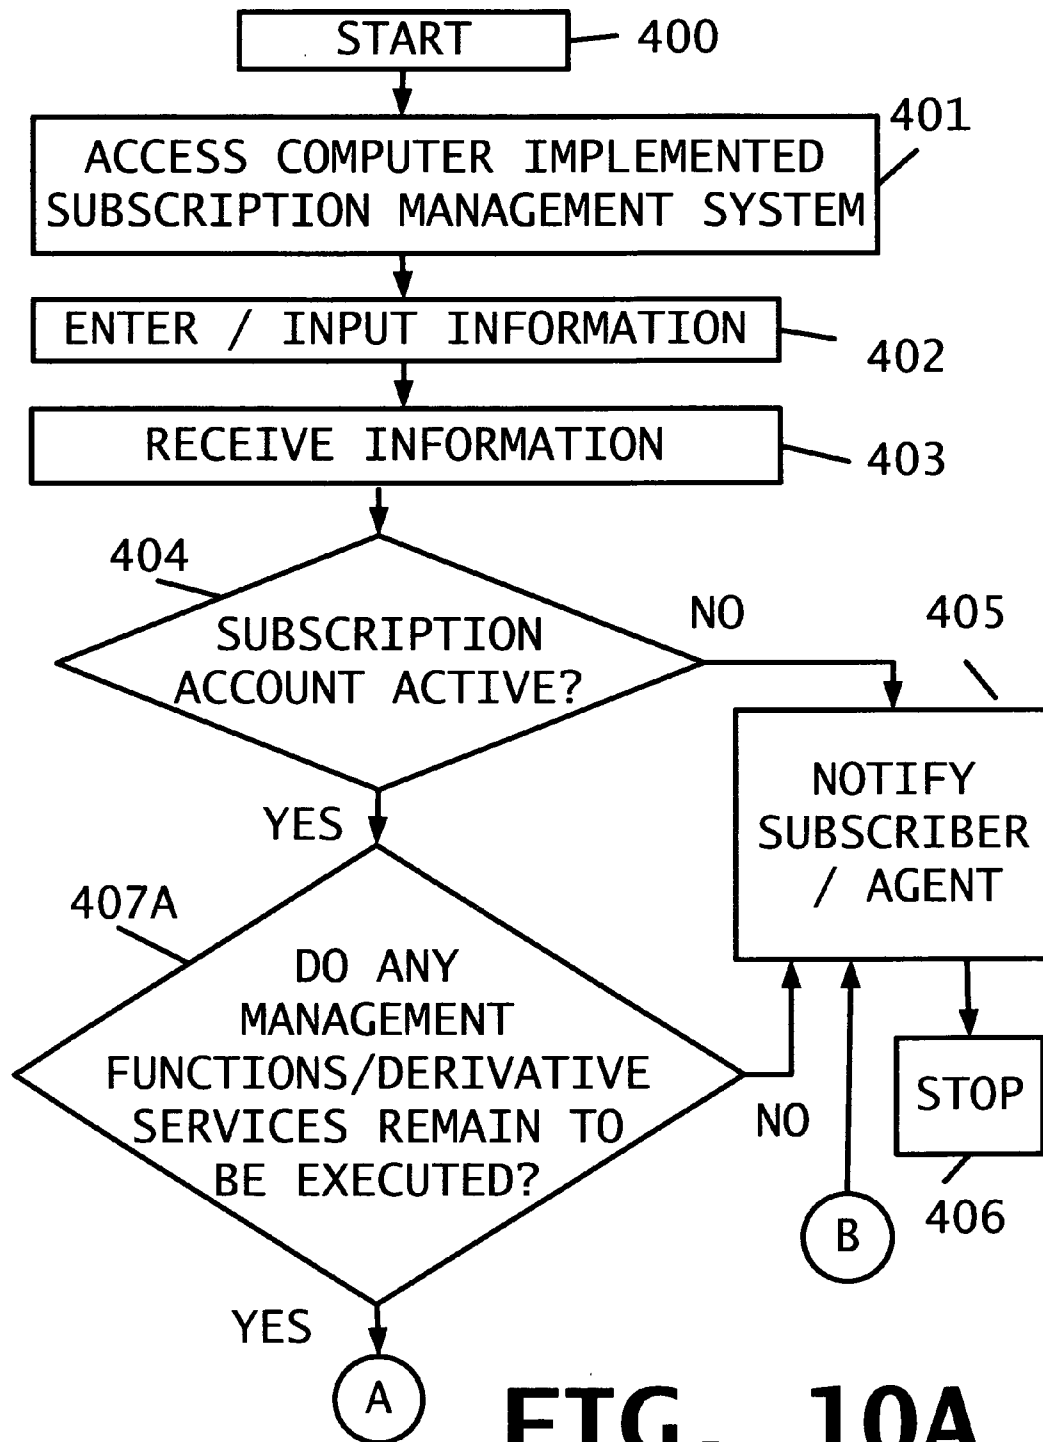 START
400
401
ACCESS COMPUTER IMPLEMENTED
SUBSCRIPTION MANAGEMENT SYSTEM
ENTER / INPUT INFORMATION
402
RECEIVE INFORMATION
403
404
SUBSCRIPTION
ACCOUNT ACTIVE?
NO
405
NOTIFY
SUBSCRIBER
/ AGENT
YES
407A
DO ANY
MANAGEMENT
FUNCTIONS/DERIVATIVE
SERVICES REMAIN TO
BE EXECUTED?
NO
STOP
406
B
YES
A
FIG. 10A